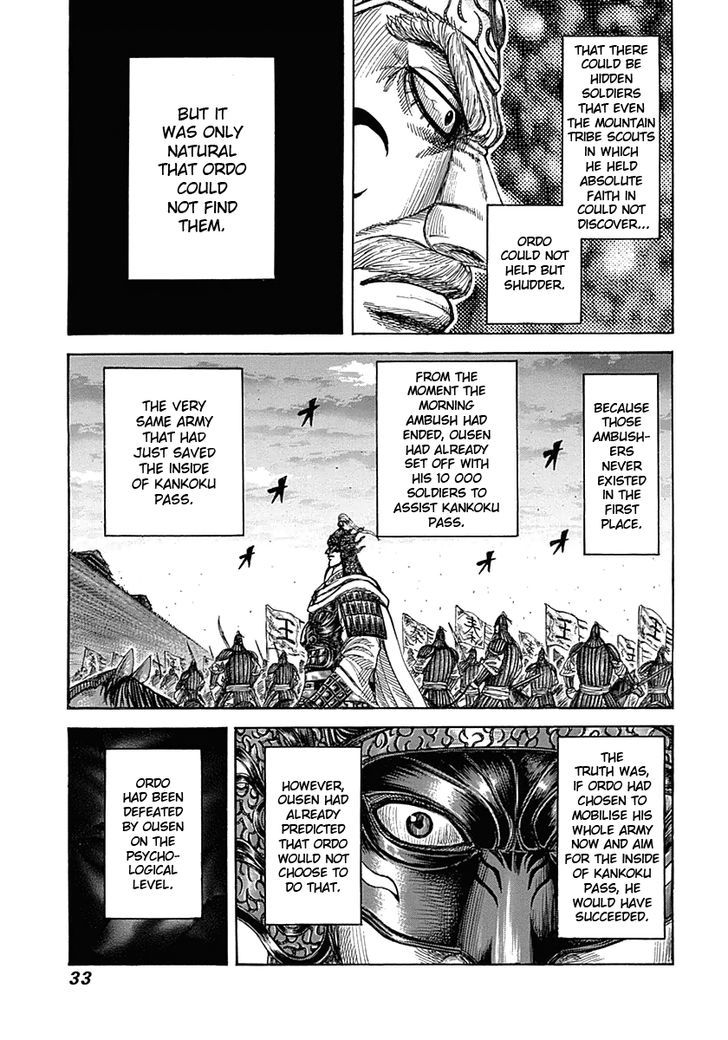 THAT THERE
COULD BE
HIDDEN
SOLDIERS
THAT EVEN
THE MOUNTAIN
TRIBE SCOUTS
IN WHICH
HE HELD
ABSOLUTE
FAITH IN
COULD NOT
DISCOVER...
ORDO
COULD NOT
HELP BUT
SHUDDER.
BUT IT
WAS ONLY
NATURAL
THAT ORDO
COULD
NOT FIND
THEM.
BECAUSE
THOSE
AMBUSH-
ERS
NEVER
EXISTED
IN THE
FIRST
PLACE.
FROM THE
MOMENT THE
MORNING
AMBUSH HAD
ENDED, OUSEN
HAD ALREADY
SET OFF WITH
HIS 10 000
SOLDIERS TO
ASSIST KANKOKU
PASS.
THE VERY
SAME ARMY
THAT HAD
JUST SAVED
THE INSIDE
OF KANKOKU
PASS.
王
秦
王
秦
王
THE
TRUTH WAS,
IF ORDO HAD
CHOSEN TO
MOBILISE HIS
WHOLE ARMY
NOW AND AIM
FOR THE INSIDE
OF KANKOKU
PASS, HE
WOULD HAVE
SUCCEEDED.
HOWEVER,
OUSEN HAD
ALREADY
PREDICTED
THAT ORDO
WOULD NOT
CHOOSE TO
DO THAT.
ORDO
HAD BEEN
DEFEATED
BY OUSEN
ON THE
PSYCHO-
LOGICAL
LEVEL.
33